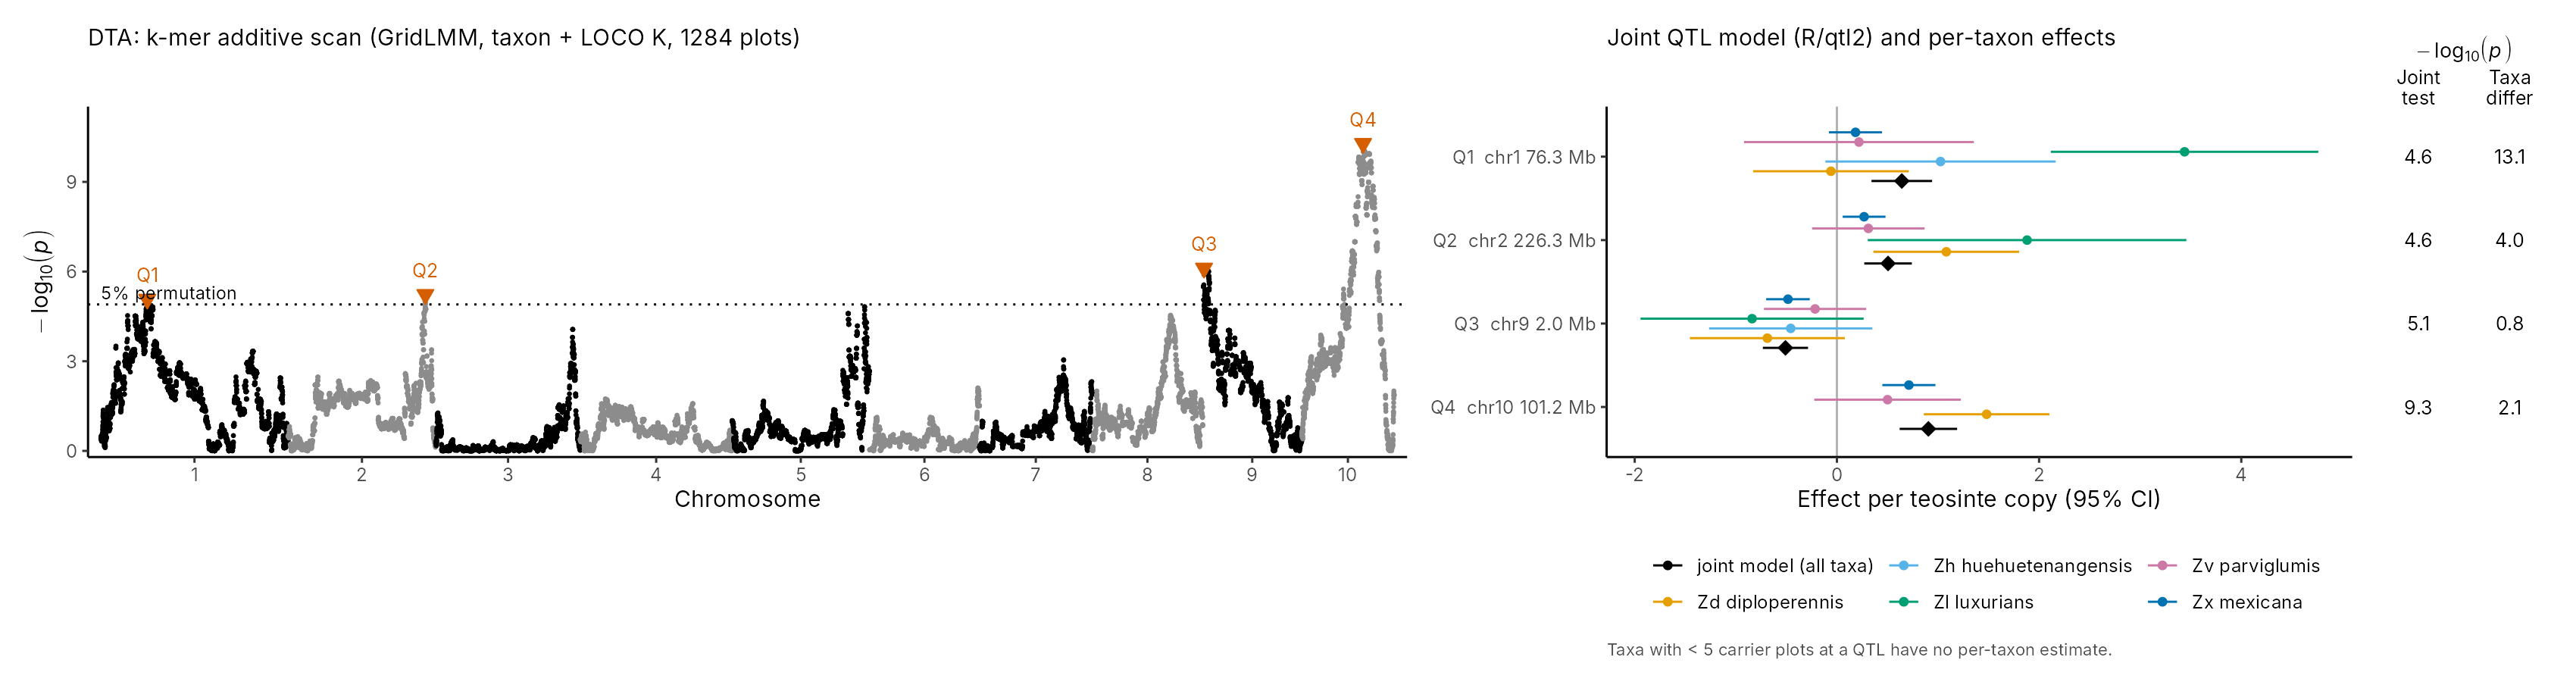 DTA: k-mer additive scan (GridLMM, taxon + LOCO K, 1284 plots)
−log10(p)
9
6
3
0
5% permutation
Q1
Q2
Q3
Q4
1 2 3 4 5 6 7 8 9 10
Chromosome
Joint QTL model (R/qtl2) and per-taxon effects
−log10(p)
Joint test
Taxa differ
Q1 chr1 76.3 Mb 4.6 13.1
Q2 chr2 226.3 Mb 4.6 4.0
Q3 chr9 2.0 Mb 5.1 0.8
Q4 chr10 101.2 Mb 9.3 2.1
-2 0 2 4
Effect per teosinte copy (95% CI)
joint model (all taxa) Zh huehuetenangensis Zv parviglumis
Zd diploperennis Zl luxurians Zx mexicana
Taxa with < 5 carrier plots at a QTL have no per-taxon estimate.